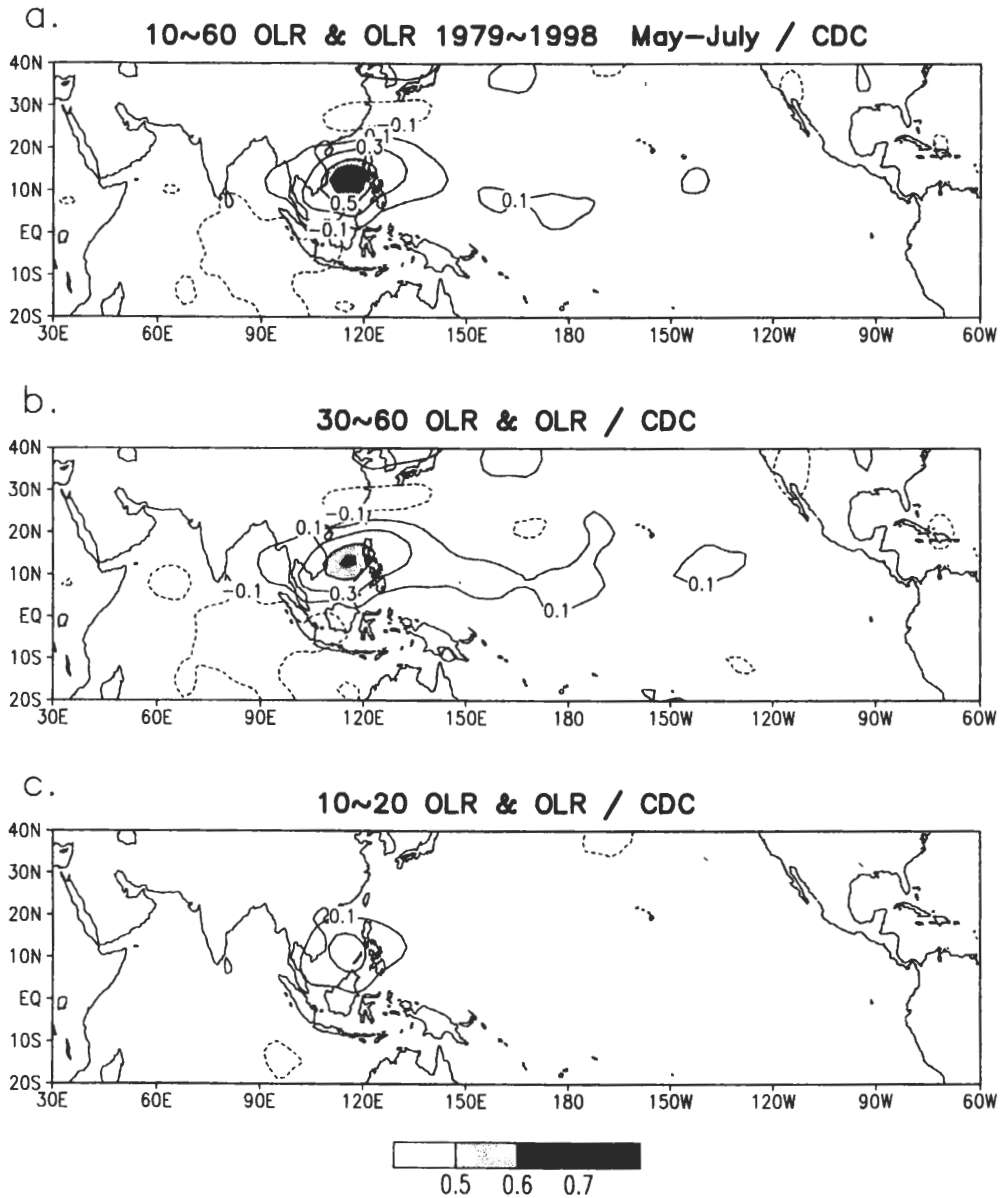 a.
10~60 OLR & OLR 1979~1998 May-July / CDC
40N
30N
20N
10N
EQ
10S
20S
-0.1
0.1
0.3
0.5
-0.1
0.1
30E 60E 90E 120E 150E 180 150W 120W 90W 60W
b.
30~60 OLR & OLR / CDC
40N
30N
20N
10N
EQ
10S
20S
-0.1
0.1
-0.1
0.3
0.1
0.1
30E 60E 90E 120E 150E 180 150W 120W 90W 60W
c.
10~20 OLR & OLR / CDC
40N
30N
20N
10N
EQ
10S
20S
0.1
30E 60E 90E 120E 150E 180 150W 120W 90W 60W
0.5 0.6 0.7